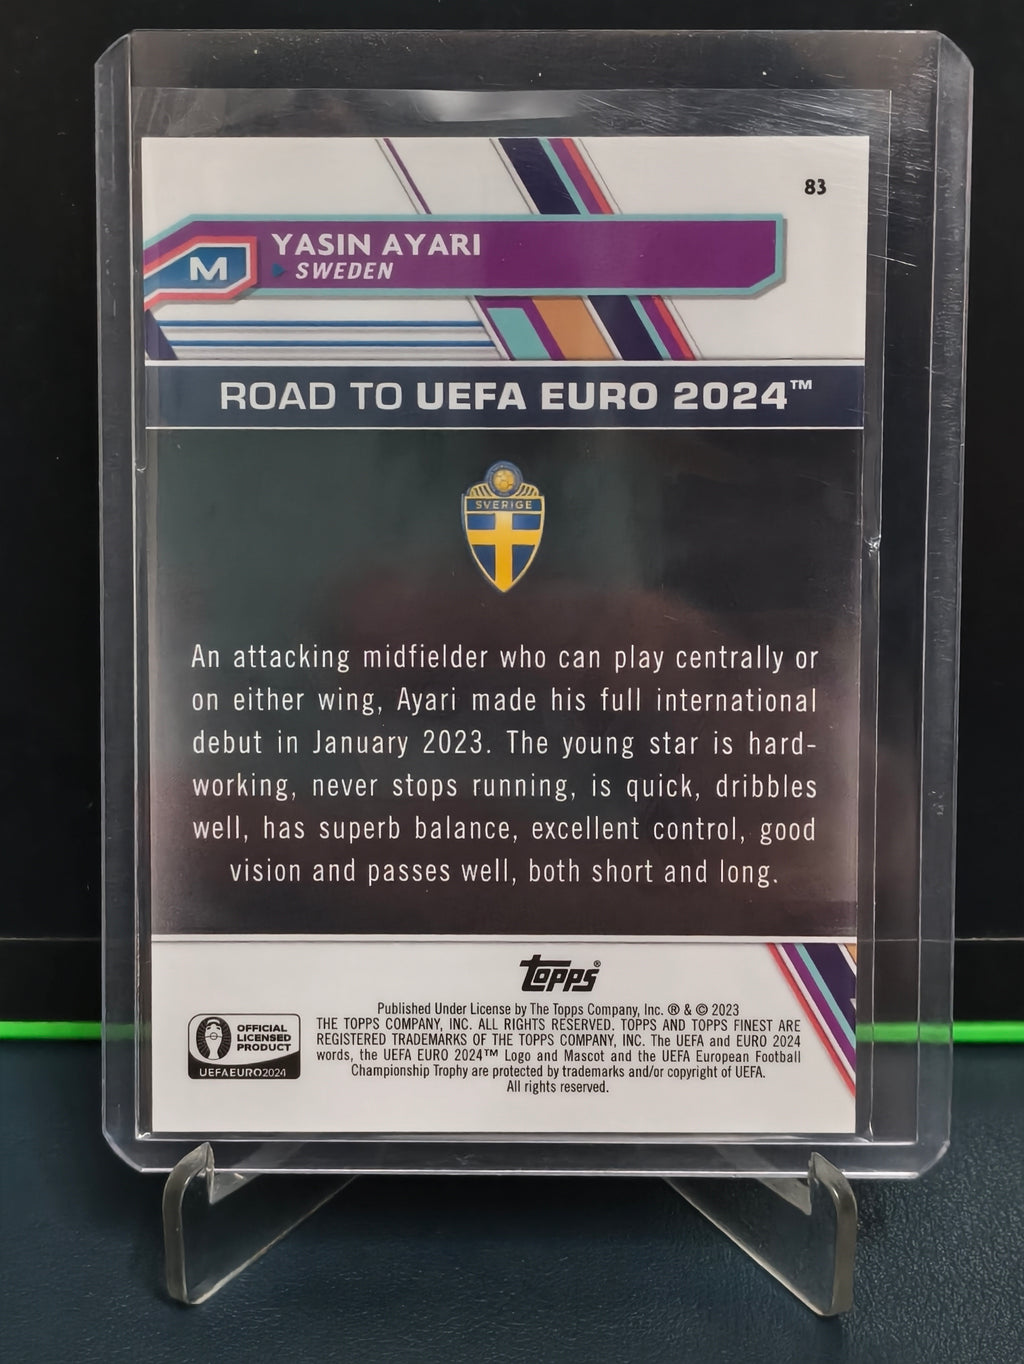 83
YASIN AYARI
M
SWEDEN
ROAD TO UEFA EURO 2024™
SVERIGE
An attacking midfielder who can play centrally or
on either wing, Ayari made his full international
debut in January 2023. The young star is hard-
working, never stops running, is quick, dribbles
well, has superb balance, excellent control, good
vision and passes well, both short and long.
topps®
Published Under License by The Topps Company, Inc. ® & © 2023
THE TOPPS COMPANY, INC. ALL RIGHTS RESERVED. TOPPS AND TOPPS FINEST ARE
REGISTERED TRADEMARKS OF THE TOPPS COMPANY, INC. The UEFA and EURO 2024
words, the UEFA EURO 2024™ Logo and Mascot and the UEFA European Football
Championship Trophy are protected by trademarks and/or copyright of UEFA.
All rights reserved.
OFFICIAL
LICENSED
PRODUCT
UEFAEURO2024